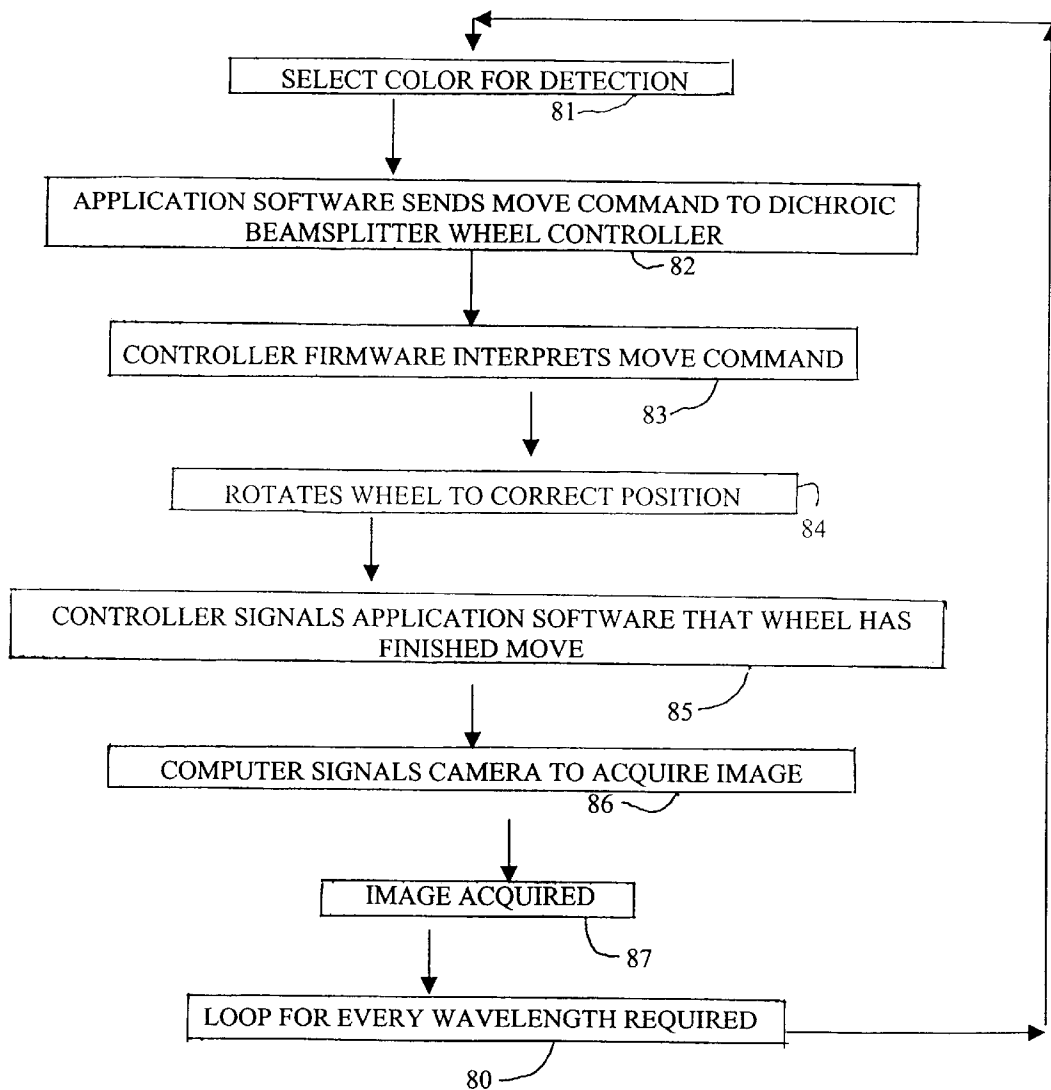 SELECT COLOR FOR DETECTION
81
APPLICATION SOFTWARE SENDS MOVE COMMAND TO DICHROIC
BEAMSPLITTER WHEEL CONTROLLER
82
CONTROLLER FIRMWARE INTERPRETS MOVE COMMAND
83
ROTATES WHEEL TO CORRECT POSITION
84
CONTROLLER SIGNALS APPLICATION SOFTWARE THAT WHEEL HAS
FINISHED MOVE
85
COMPUTER SIGNALS CAMERA TO ACQUIRE IMAGE
86
IMAGE ACQUIRED
87
LOOP FOR EVERY WAVELENGTH REQUIRED
80